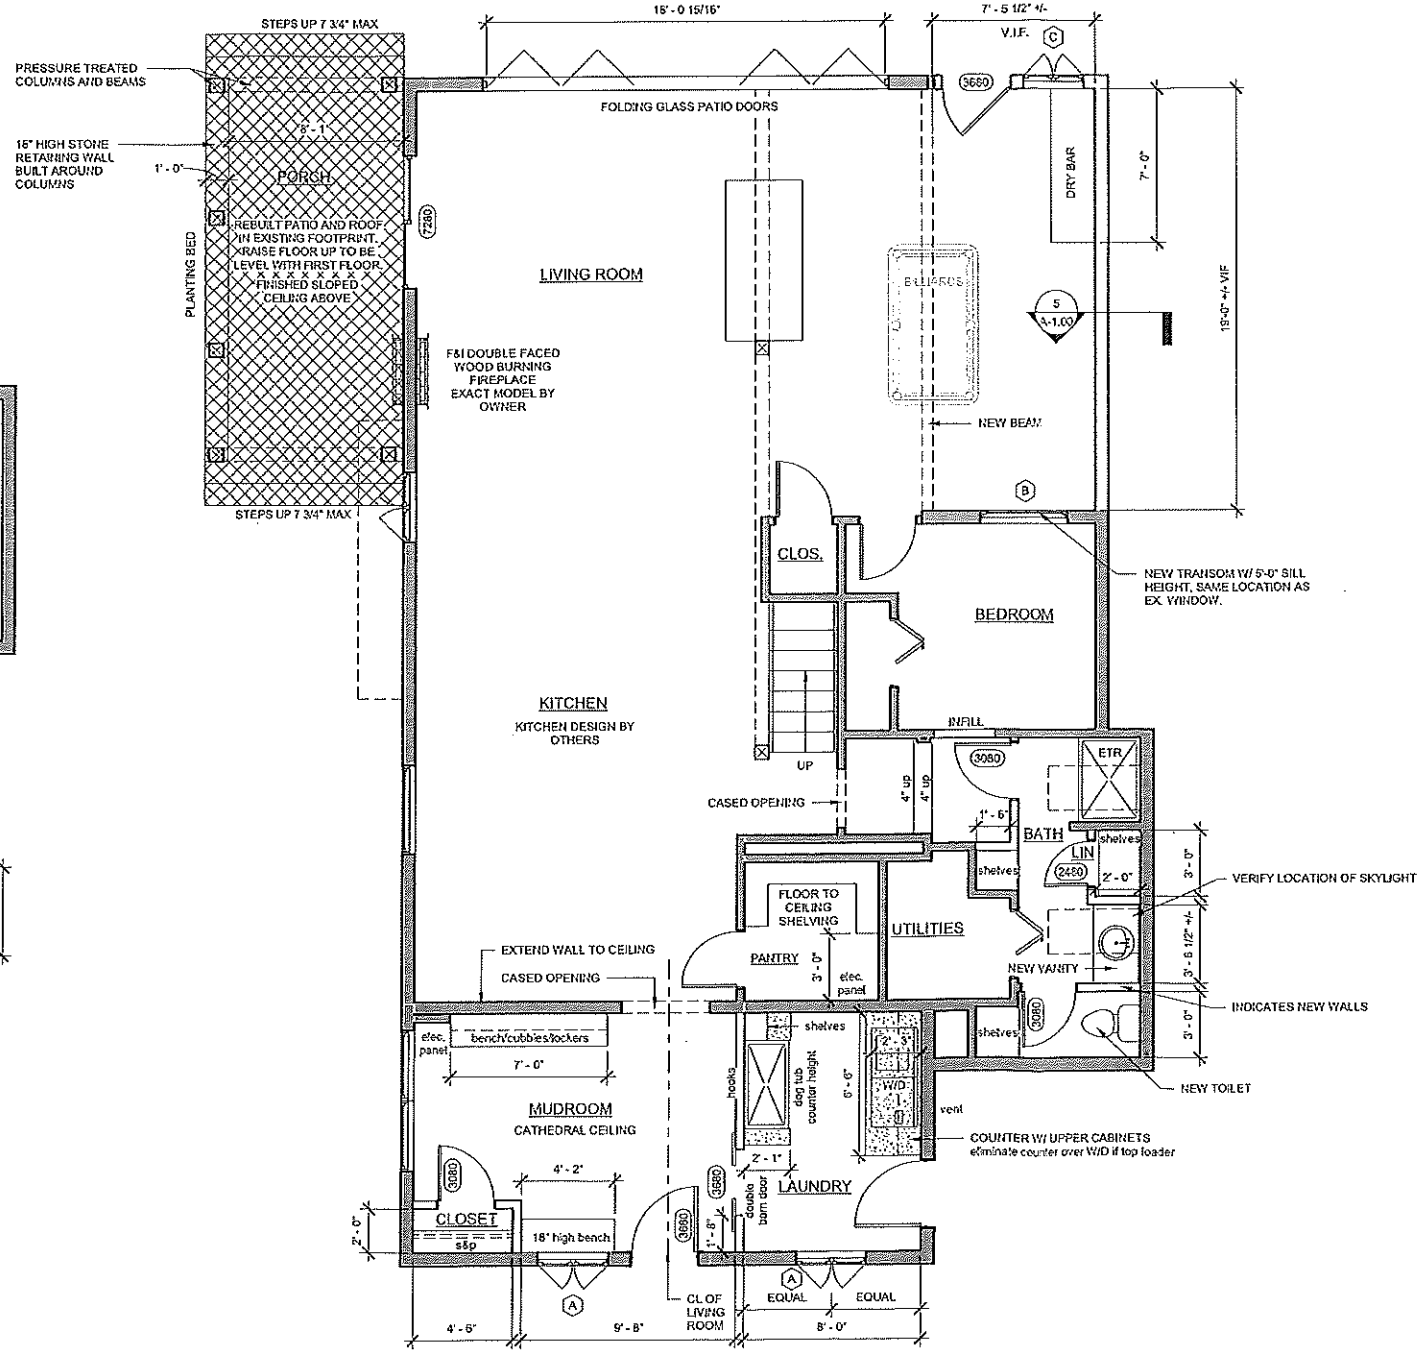 STEPS UP 7 3/4" MAX
16' - 0 15/16"
7' - 5 1/2" +/-
V.I.F.
C
PRESSURE TREATED
COLUMNS AND BEAMS
3680
FOLDING GLASS PATIO DOORS
8' - 1"
18" HIGH STONE
RETAINING WALL
BUILT AROUND
COLUMNS
1' - 0"
PORCH
DRY BAR
7' - 0"
7280
REBUILT PATIO AND ROOF
IN EXISTING FOOTPRINT.
RAISE FLOOR UP TO BE
LEVEL WITH FIRST FLOOR.
FINISHED SLOPED
CEILING ABOVE
PLANTING BED
LIVING ROOM
BILLIARDS
5
A-1.00
19'-0" +/- VIF
F&I DOUBLE FACED
WOOD BURNING
FIREPLACE
EXACT MODEL BY
OWNER
NEW BEAM
B
STEPS UP 7 3/4" MAX
CLOS.
NEW TRANSOM W/ 5'-0" SILL
HEIGHT, SAME LOCATION AS
EX. WINDOW.
BEDROOM
KITCHEN
KITCHEN DESIGN BY
OTHERS
INFILL
UP
3080
ETR
4" up
4" up
CASED OPENING
1' - 6"
BATH
shelves
LIN
3' - 0"
shelves
2480
2' - 0"
VERIFY LOCATION OF SKYLIGHT
FLOOR TO
CEILING
SHELVING
UTILITIES
3' - 6 1/2" +/-
EXTEND WALL TO CEILING
PANTRY
3' - 0"
CASED OPENING
elec.
panel
NEW VANITY
INDICATES NEW WALLS
elec.
panel
bench/cubbies/lockers
shelves
shelves
3080
3' - 0"
2' - 3"
7' - 0"
hooks
dog tub
counter height
6' - 6"
W/D
NEW TOILET
MUDROOM
CATHEDRAL CEILING
vent
COUNTER W/ UPPER CABINETS
eliminate counter over W/D if top loader
3080
4' - 2"
2' - 1"
3680
double
barn door
LAUNDRY
CLOSET
2' - 0"
s&p
18" high bench
3680
1' - 8"
A
A
CL OF
LIVING
ROOM
EQUAL
EQUAL
4' - 6"
9' - 8"
8' - 0"